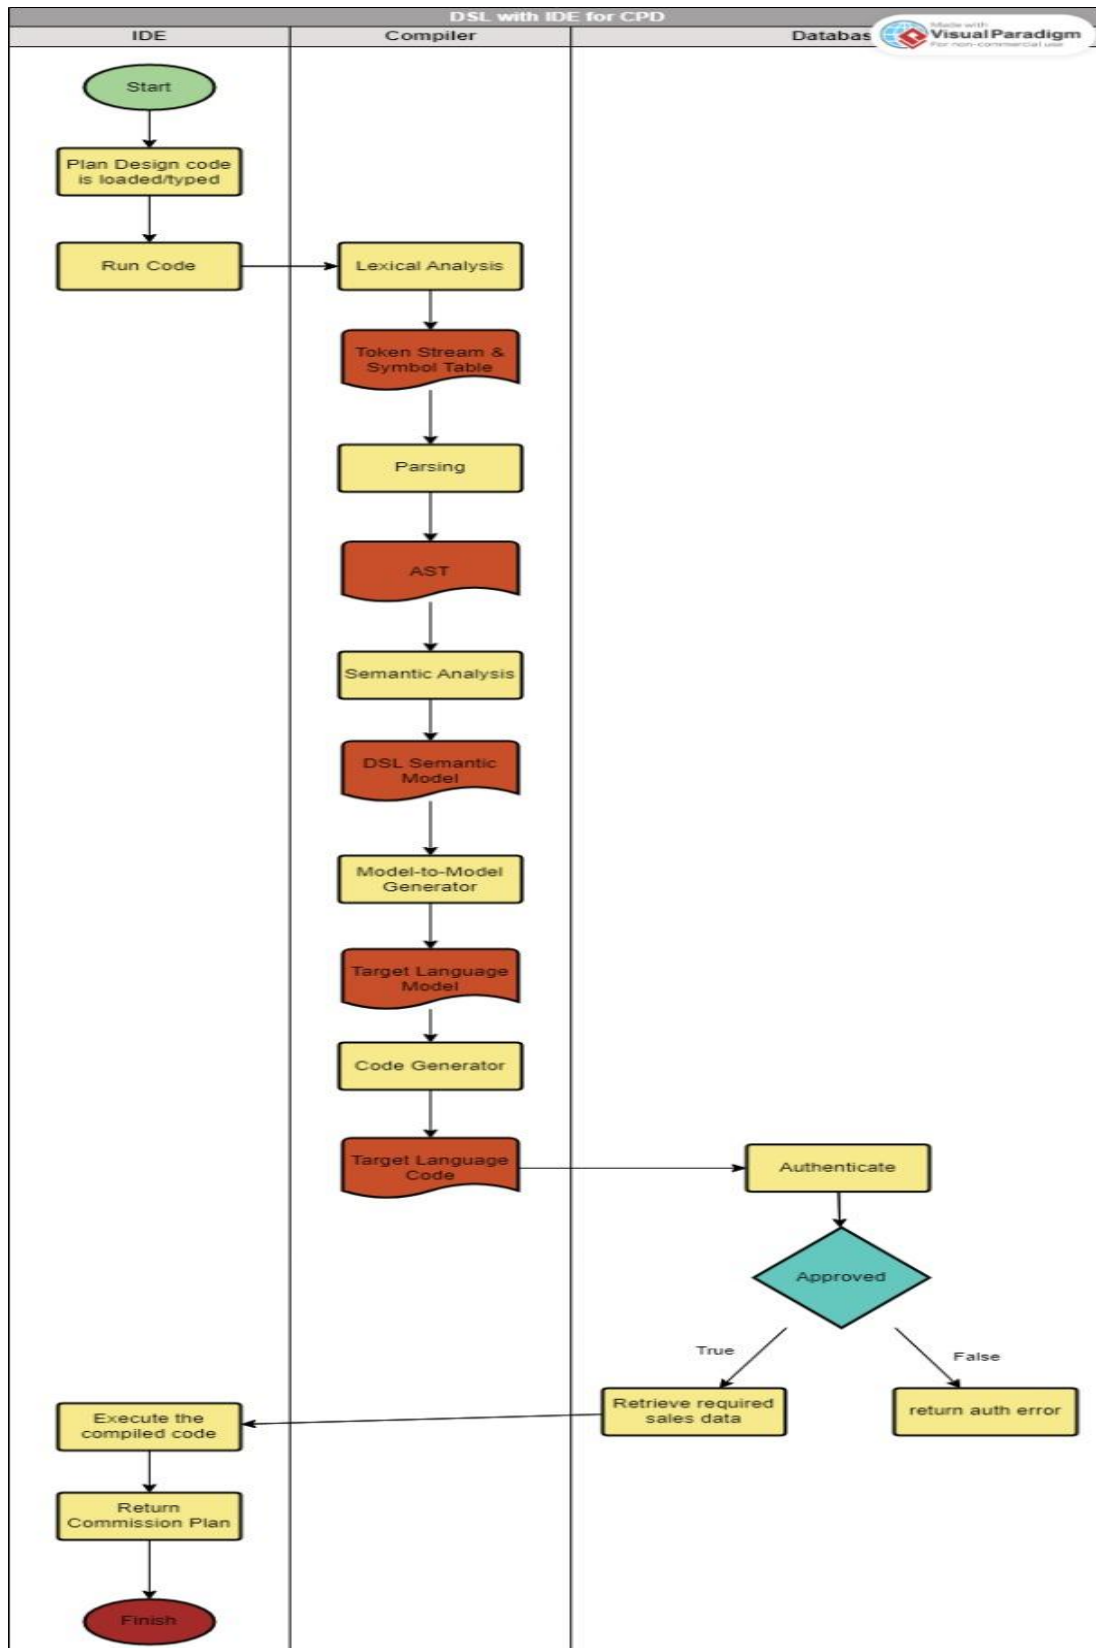 DSL with IDE for CPD
IDE
Compiler
Databas
Made with
Visual Paradigm
For non-commercial use
Start
Plan Design code
is loaded/typed
Run Code
Lexical Analysis
Token Stream &
Symbol Table
Parsing
AST
Semantic Analysis
DSL Semantic
Model
Model-to-Model
Generator
Target Language
Model
Code Generator
Target Language
Code
Authenticate
Approved
True
False
Retrieve required
sales data
return auth error
Execute the
compiled code
Return
Commission Plan
Finish